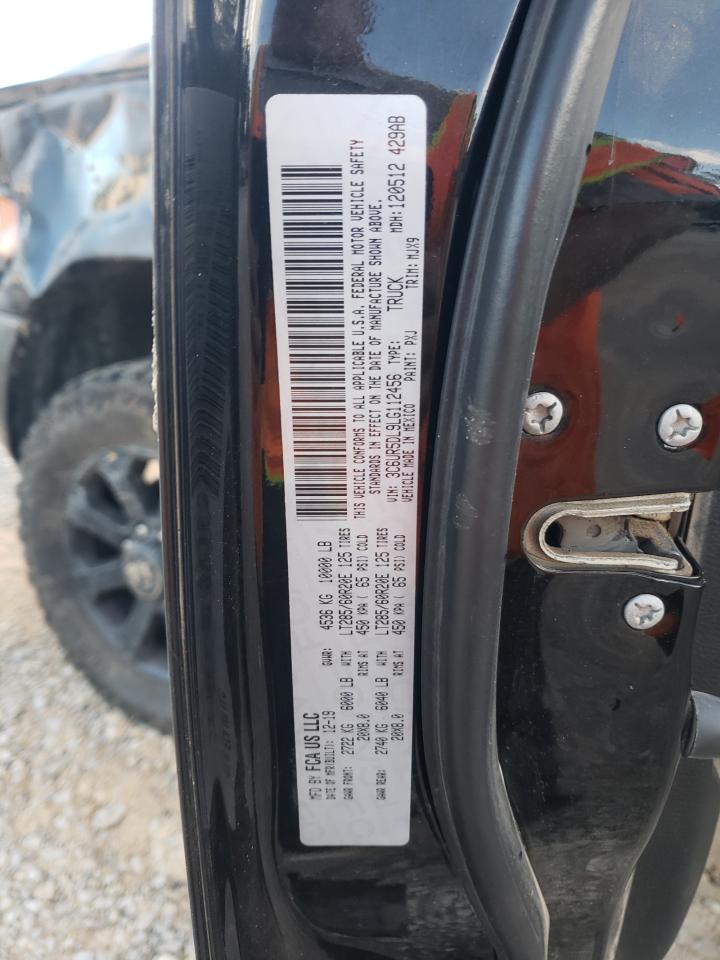 MFD BY FCA US LLC
DATE OF MFR(BUILT): 12-19 GVWR: 4536 KG 10000 LB
GAWR FRONT: 2722 KG 6000 LB WITH LT285/60R20E 125 TIRES
20X8.0 RIMS AT 450 KPA ( 65 PSI) COLD
GAWR REAR: 2740 KG 6040 LB WITH LT285/60R20E 125 TIRES
20X8.0 RIMS AT 450 KPA ( 65 PSI) COLD
THIS VEHICLE CONFORMS TO ALL APPLICABLE U.S.A. FEDERAL MOTOR VEHICLE SAFETY
STANDARDS IN EFFECT ON THE DATE OF MANUFACTURE SHOWN ABOVE.
VIN: 3C6UR5DL9LG112456 TYPE: TRUCK MDH: 120512 429AB
VEHICLE MADE IN MEXICO PAINT: PXJ TRIM: MJX9